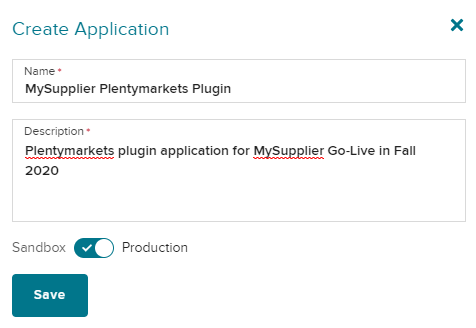 Create Application
Name *
MySupplier Plentymarkets Plugin
Description *
Plentymarkets plugin application for MySupplier Go-Live in Fall
2020
Sandbox Production
Save